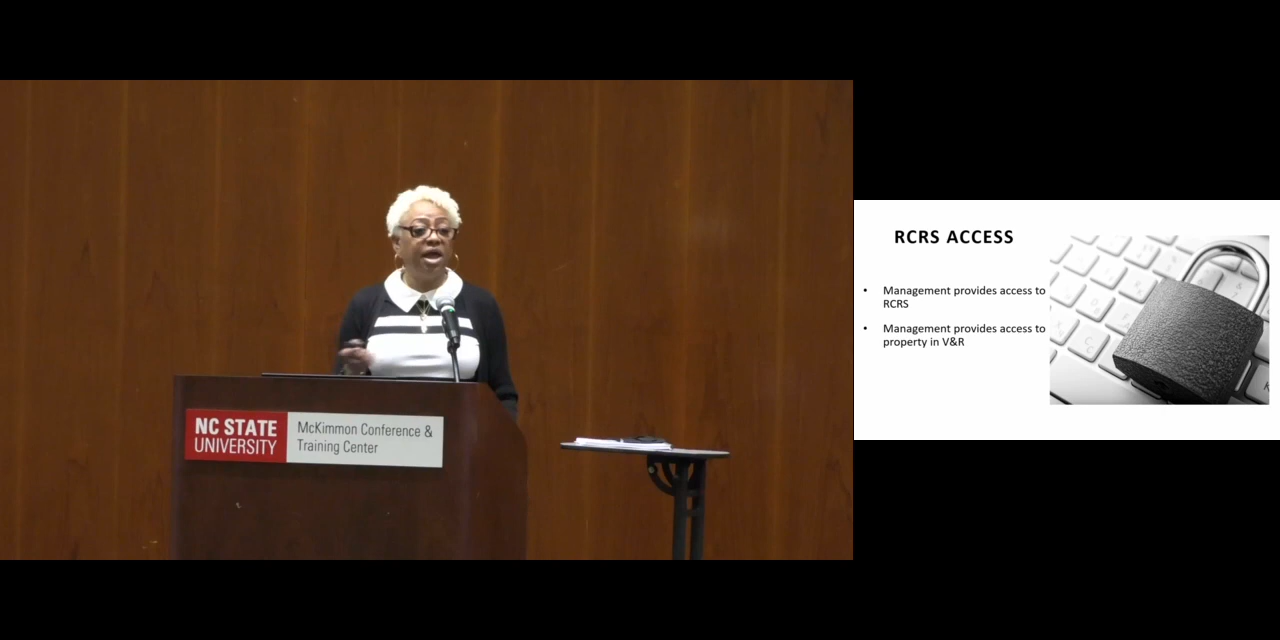 NC STATE
UNIVERSITY
McKimmon Conference &
Training Center
RCRS ACCESS
• Management provides access to
RCRS
• Management provides access to
property in V&R